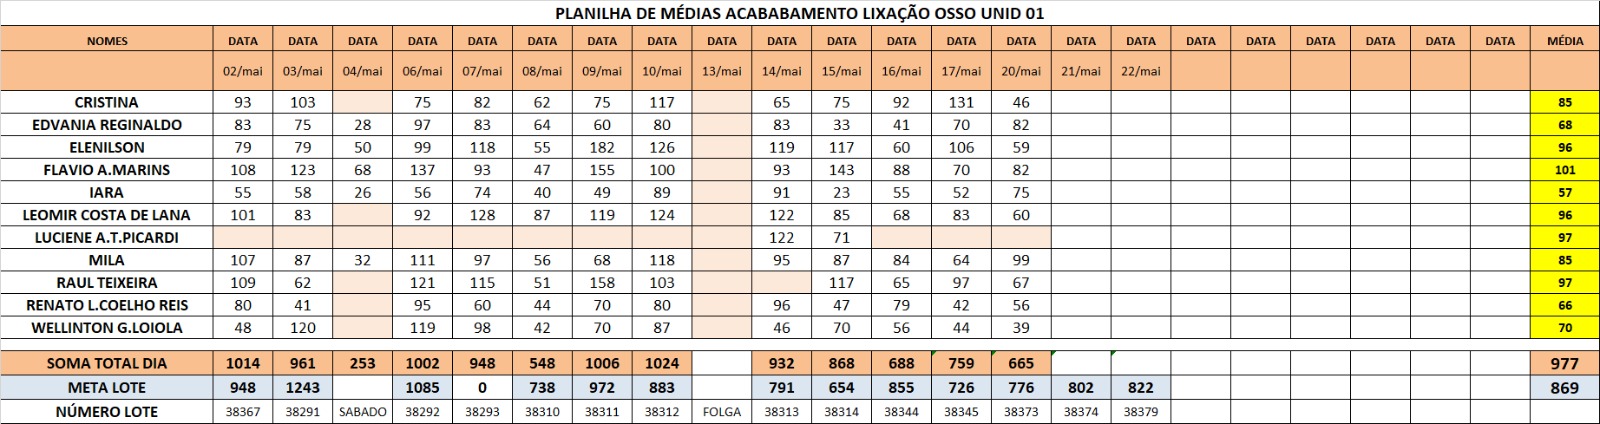 PLANILHA DE MÉDIAS ACABABAMENTO LIXAÇÃO OSSO UNID 01
NOMES DATA DATA DATA DATA DATA DATA DATA DATA DATA DATA DATA DATA DATA DATA DATA DATA DATA DATA DATA DATA DATA DATA MÉDIA
02/mai 03/mai 04/mai 06/mai 07/mai 08/mai 09/mai 10/mai 13/mai 14/mai 15/mai 16/mai 17/mai 20/mai 21/mai 22/mai
CRISTINA 93 103 75 82 62 75 117 65 75 92 131 46 85
EDVANIA REGINALDO 83 75 28 97 83 64 60 80 83 33 41 70 82 68
ELENILSON 79 79 50 99 118 55 182 126 119 117 60 106 59 96
FLAVIO A.MARINS 108 123 68 137 93 47 155 100 93 143 88 70 82 101
IARA 55 58 26 56 74 40 49 89 91 23 55 52 75 57
LEOMIR COSTA DE LANA 101 83 92 128 87 119 124 122 85 68 83 60 96
LUCIENE A.T.PICARDI 122 71 97
MILA 107 87 32 111 97 56 68 118 95 87 84 64 99 85
RAUL TEIXEIRA 109 62 121 115 51 158 103 117 65 97 67 97
RENATO L.COELHO REIS 80 41 95 60 44 70 80 96 47 79 42 56 66
WELLINTON G.LOIOLA 48 120 119 98 42 70 87 46 70 56 44 39 70
SOMA TOTAL DIA 1014 961 253 1002 948 548 1006 1024 932 868 688 759 665 977
META LOTE 948 1243 1085 0 738 972 883 791 654 855 726 776 802 822 869
NÚMERO LOTE 38367 38291 SABADO 38292 38293 38310 38311 38312 FOLGA 38313 38314 38344 38345 38373 38374 38379